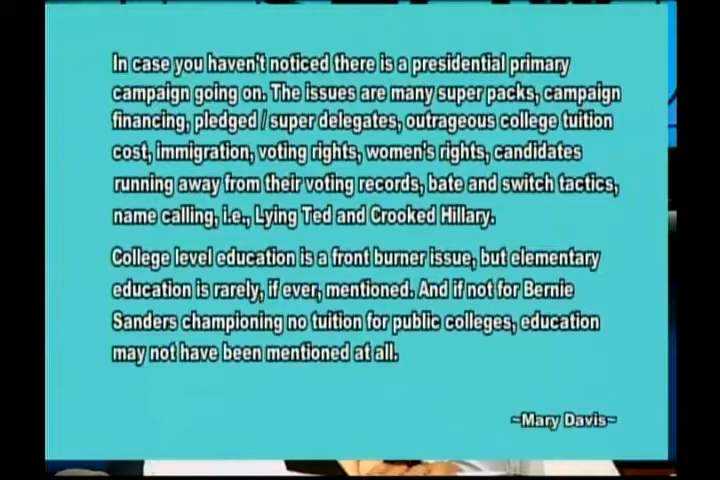 In case you haven't noticed there is a presidential primary
campaign going on. The issues are many super packs, campaign
financing, pledged / super delegates, outrageous college tuition
cost, immigration, voting rights, women's rights, candidates
running away from their voting records, bate and switch tactics,
name calling, i.e., Lying Ted and Crooked Hillary.
College level education is a front burner issue, but elementary
education is rarely, if ever, mentioned. And if not for Bernie
Sanders championing no tuition for public colleges, education
may not have been mentioned at all.
~Mary Davis~